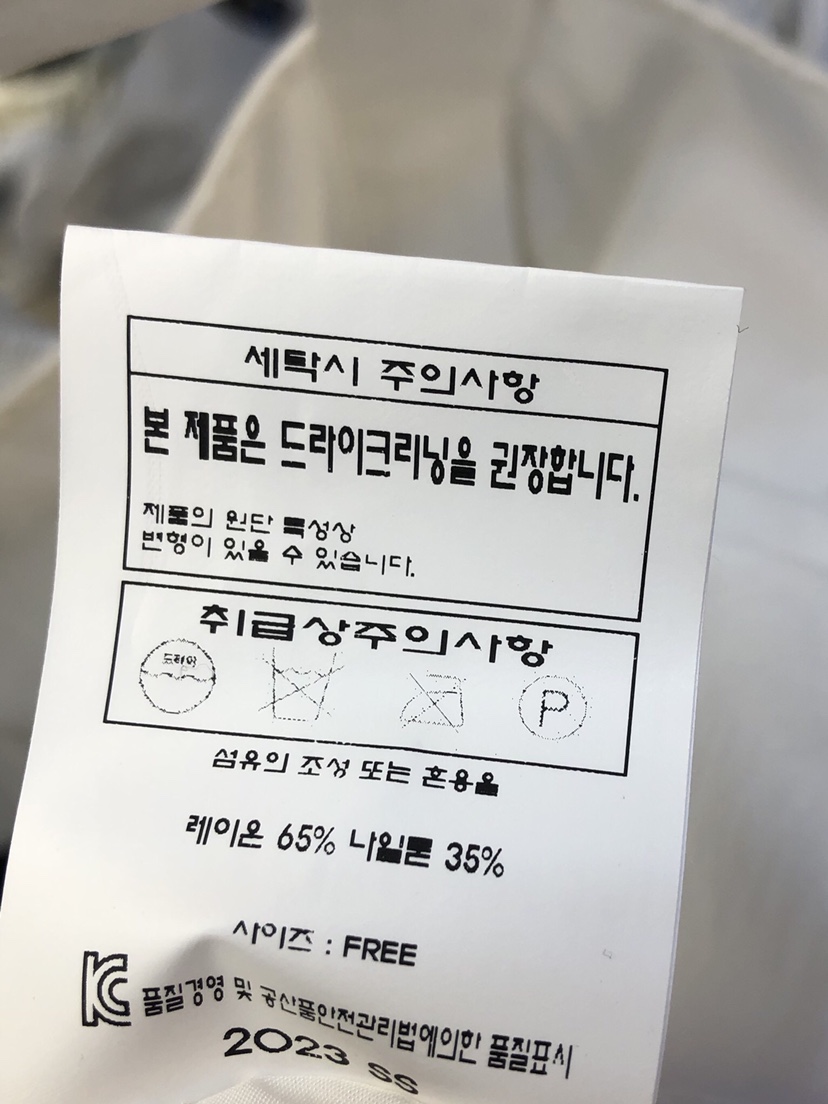 세탁시 주의사항
본 제품은 드라이크리닝을 권장합니다.
제품의 원단 특성상
변형이 있을 수 있습니다.
취급상주의사항
드라이
P
섬유의 조성 또는 혼용율
레이온 65% 나일론 35%
사이즈 : FREE
품질경영 및 공산품안전관리법에의한 품질표시
2023 SS